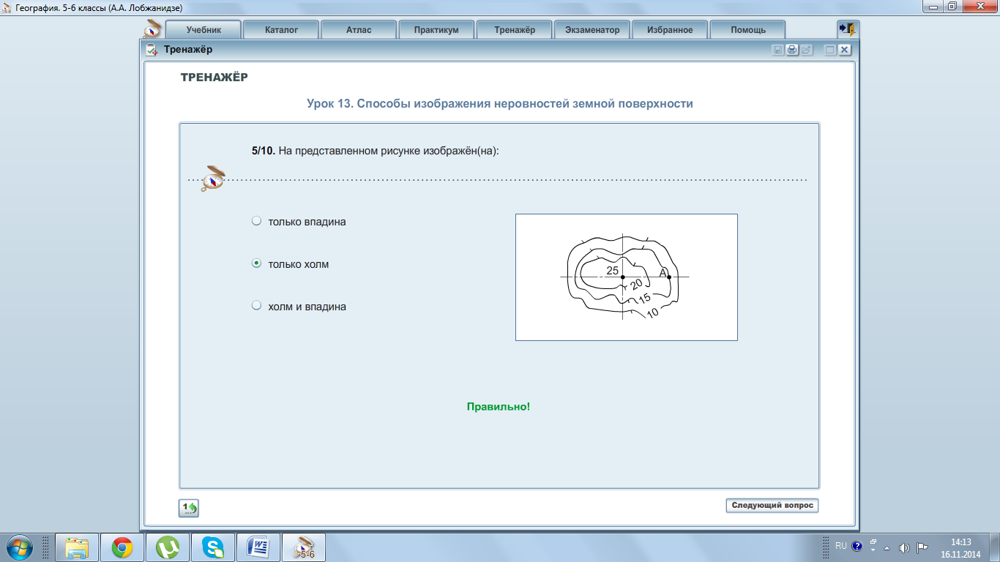 География. 5-6 классы (А.А. Лобжанидзе)
Учебник
Каталог
Атлас
Практикум
Тренажёр
Экзаменатор
Избранное
Помощь
Тренажёр
ТРЕНАЖЁР
Урок 13. Способы изображения неровностей земной поверхности
5/10. На представленном рисунке изображён(на):
только впадина
только холм
холм и впадина
25
А
20
15
10
Правильно!
1
Следующий вопрос
5-6
RU
14:13
16.11.2014